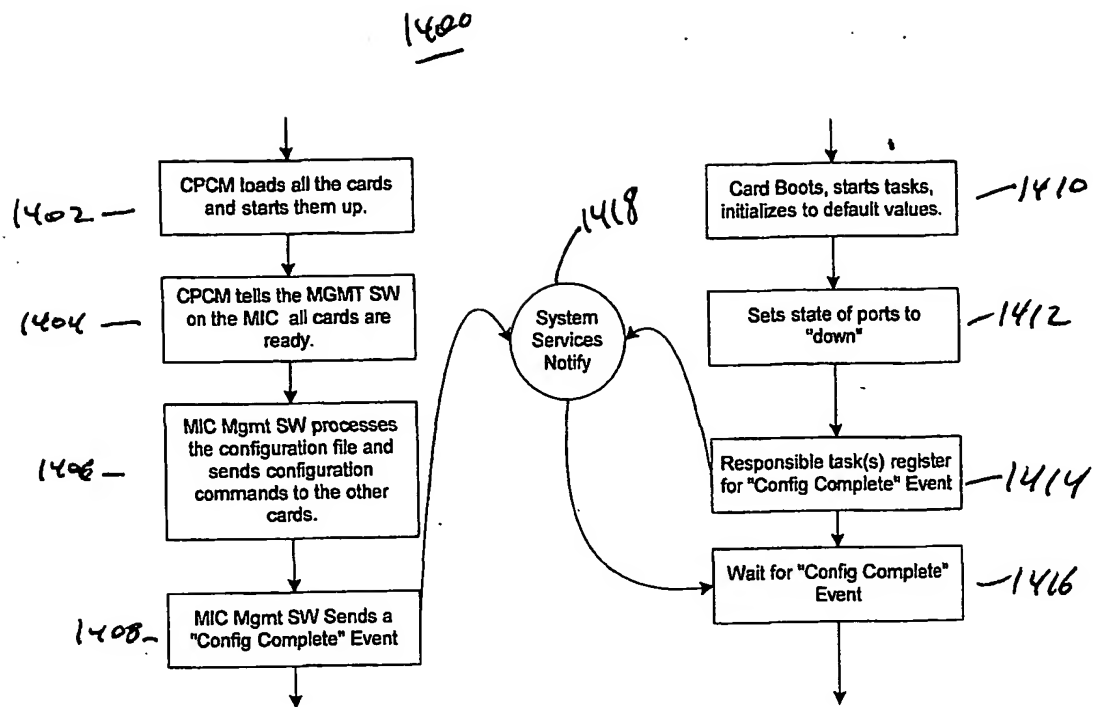 1400
CPCM loads all the cards
and starts them up.
1402
CPCM tells the MGMT SW
on the MIC all cards are
ready.
1404
MIC Mgmt SW processes
the configuration file and
sends configuration
commands to the other
cards.
1406
MIC Mgmt SW Sends a
"Config Complete" Event
1408
1418
System
Services
Notify
Card Boots, starts tasks,
initializes to default values.
1410
Sets state of ports to
"down"
1412
Responsible task(s) register
for "Config Complete" Event
1414
Wait for "Config Complete"
Event
1416